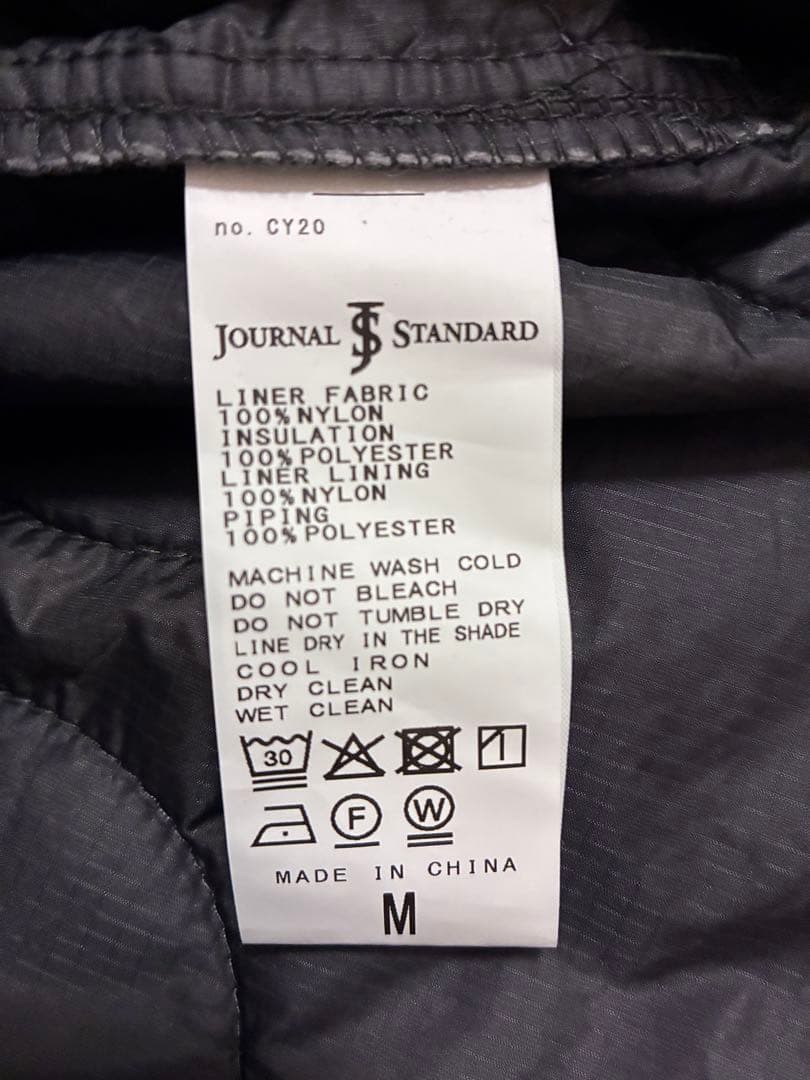 no. CY20
JOURNAL JS STANDARD
LINER FABRIC
100%NYLON
INSULATION
100%POLYESTER
LINER LINING
100%NYLON
PIPING
100%POLYESTER
MACHINE WASH COLD
DO NOT BLEACH
DO NOT TUMBLE DRY
LINE DRY IN THE SHADE
COOL IRON
DRY CLEAN
WET CLEAN
30
F W
MADE IN CHINA
M